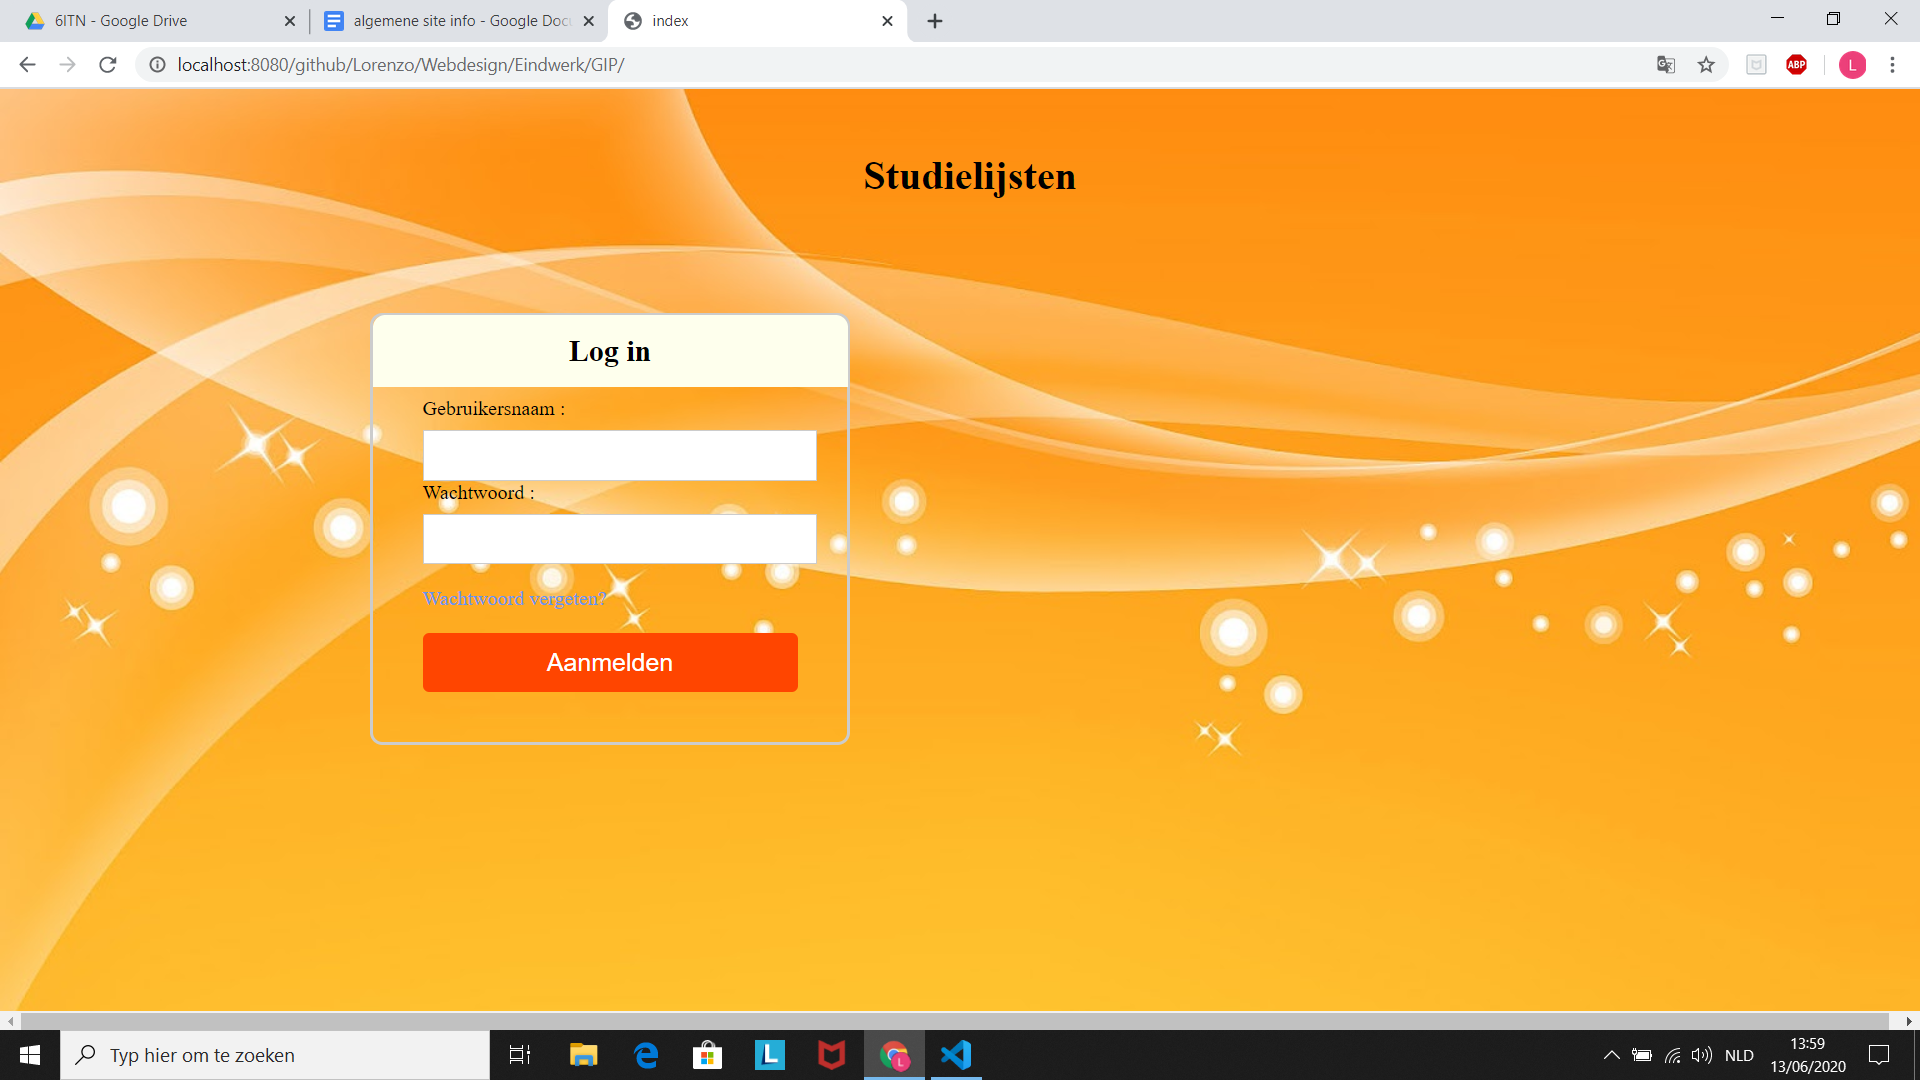 6ITN - Google Drive
algemene site info - Google Doc
index
localhost:8080/github/Lorenzo/Webdesign/Eindwerk/GIP/
ABP
L
Studielijsten
Log in
Gebruikersnaam :
Wachtwoord :
Wachtwoord vergeten?
Aanmelden
Typ hier om te zoeken
L
L
NLD
13:59
13/06/2020